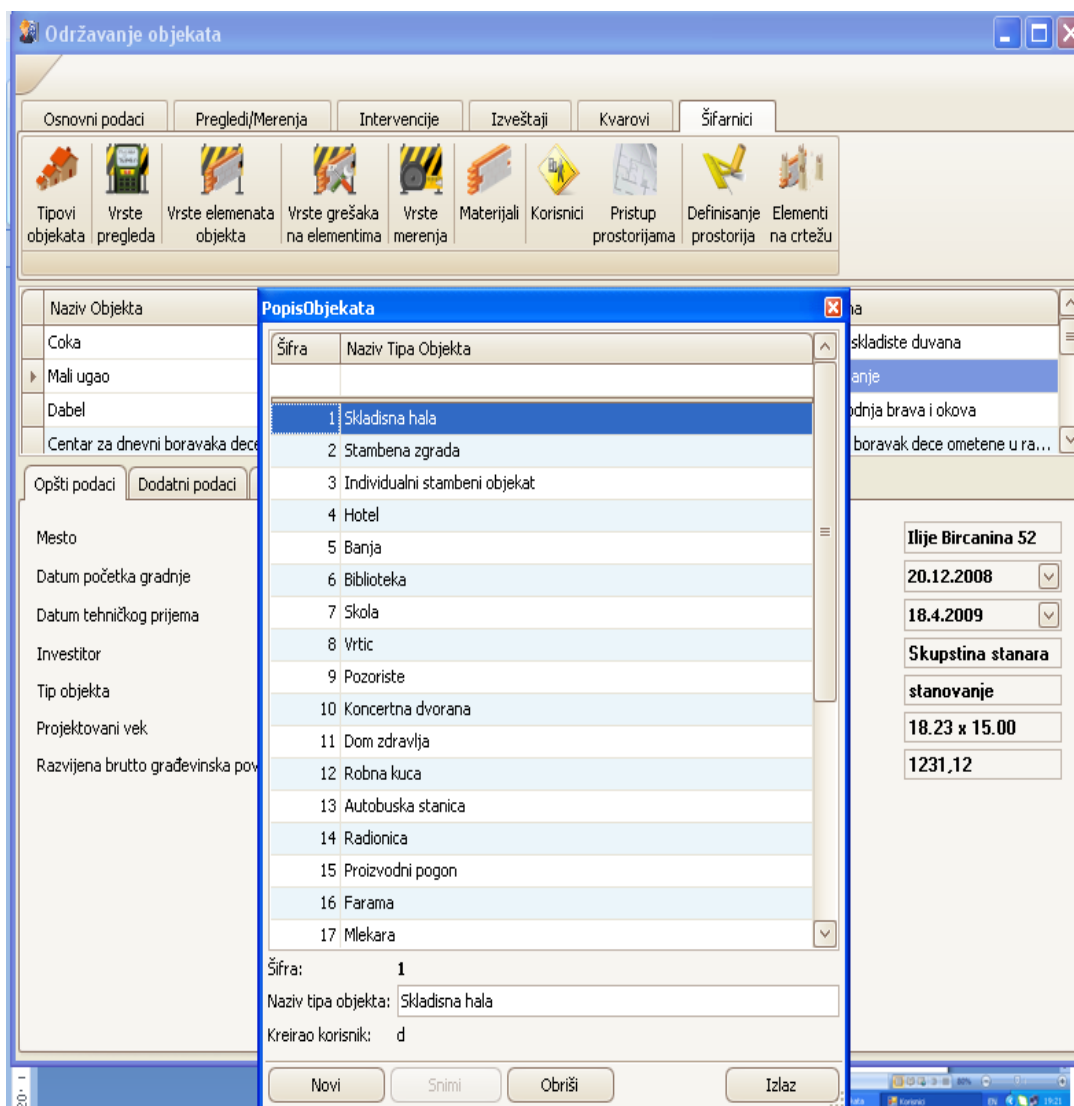 Održavanje objekata
Osnovni podaci Pregledi/Merenja Intervencije Izveštaji Kvarovi Šifarnici
Tipovi objekata
Vrste pregleda
Vrste elemenata objekta
Vrste grešaka na elementima
Vrste merenja
Materijali
Korisnici
Pristup prostorijama
Definisanje prostorija
Elementi na crtežu
Naziv Objekta
Coka
skladiste duvana
Mali ugao
anje
Dabel
odnja brava i okova
Centar za dnevni boravaka dece
boravak dece ometene u ra...
Opšti podaci Dodatni podaci
Mesto Ilije Bircanina 52
Datum početka gradnje 20.12.2008
Datum tehničkog prijema 18.4.2009
Investitor Skupstina stanara
Tip objekta stanovanje
Projektovani vek 18.23 x 15.00
Razvijena brutto građevinska pov 1231,12
PopisObjekata
Šifra Naziv Tipa Objekta
1 Skladisna hala
2 Stambena zgrada
3 Individualni stambeni objekat
4 Hotel
5 Banja
6 Biblioteka
7 Skola
8 Vrtic
9 Pozoriste
10 Koncertna dvorana
11 Dom zdravlja
12 Robna kuca
13 Autobuska stanica
14 Radionica
15 Proizvodni pogon
16 Farama
17 Mlekara
Šifra: 1
Naziv tipa objekta: Skladisna hala
Kreirao korisnik: d
Novi Snimi Obriši Izlaz
80%
Korisnici EN 19:21